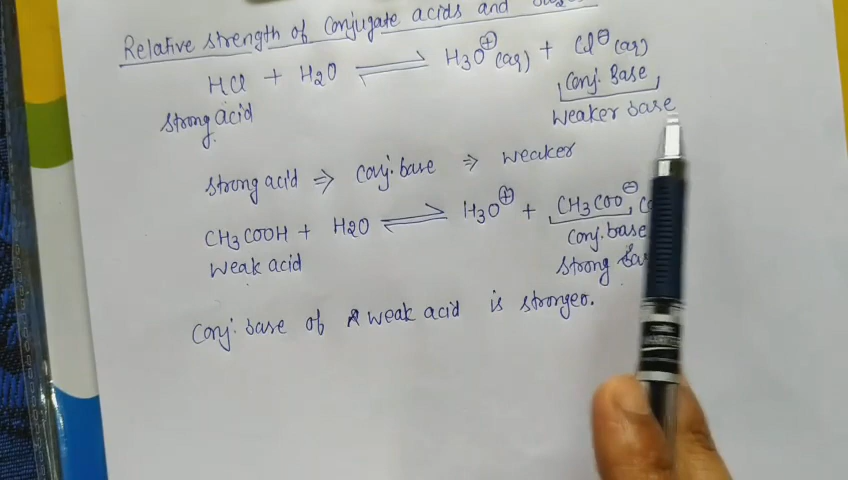 Relative strength of conjugate acids and
HCl + H2O ⇌ H3O⊕(aq) + Cl⊖(aq)
strong acid
Conj. Base
Weaker base
strong acid ⇒ Conj. base ⇒ weaker
CH3COOH + H2O ⇌ H3O⊕ + CH3COO⊖
weak acid
Conj. base
strong
Conj. base of weak acid is stronger.